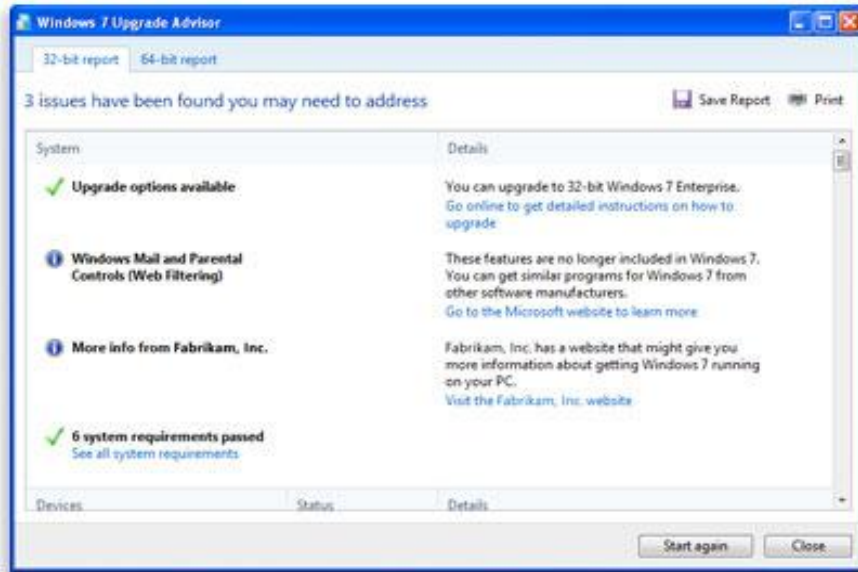 Windows 7 Upgrade Advisor
32-bit report 64-bit report
3 issues have been found you may need to address
Save Report Print
System Details
Upgrade options available
You can upgrade to 32-bit Windows 7 Enterprise.
Go online to get detailed instructions on how to
upgrade
Windows Mail and Parental
Controls (Web Filtering)
These features are no longer included in Windows 7.
You can get similar programs for Windows 7 from
other software manufacturers.
Go to the Microsoft website to learn more
More info from Fabrikam, Inc.
Fabrikam, Inc. has a website that might give you
more information about getting Windows 7 running
on your PC.
Visit the Fabrikam, Inc. website
6 system requirements passed
See all system requirements
Devices Status Details
Start again Close